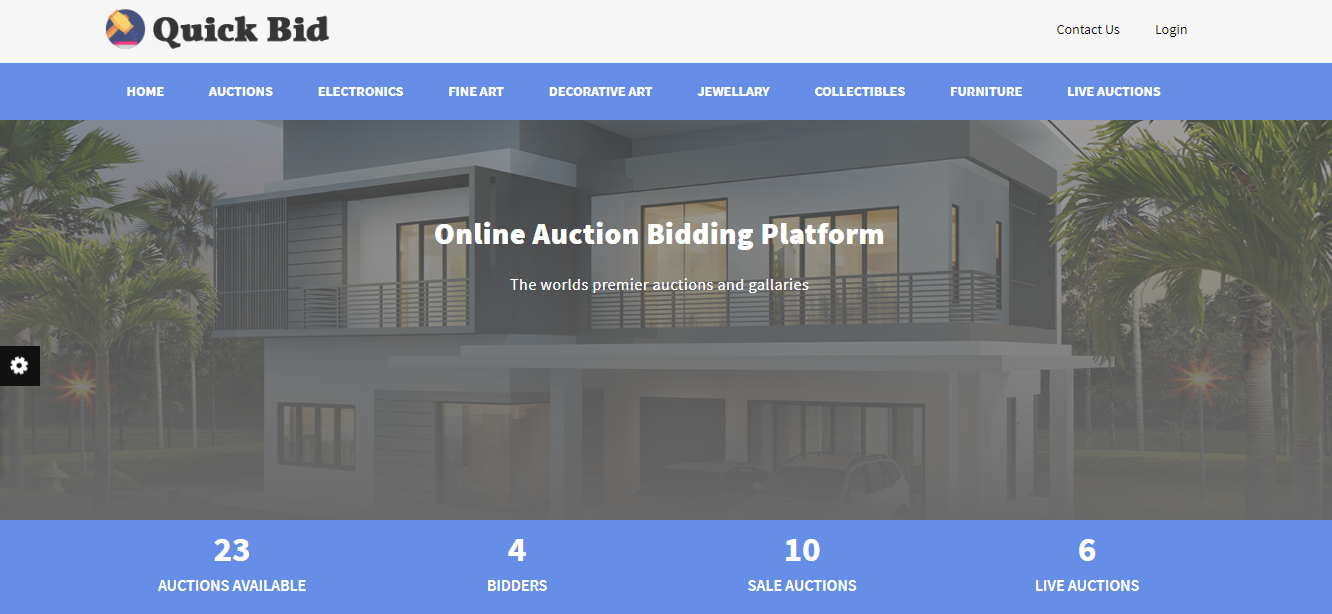 Quick Bid
Contact Us Login
HOME AUCTIONS ELECTRONICS FINE ART DECORATIVE ART JEWELLARY COLLECTIBLES FURNITURE LIVE AUCTIONS
Online Auction Bidding Platform
The worlds premier auctions and gallaries
23 4 10 6
AUCTIONS AVAILABLE BIDDERS SALE AUCTIONS LIVE AUCTIONS